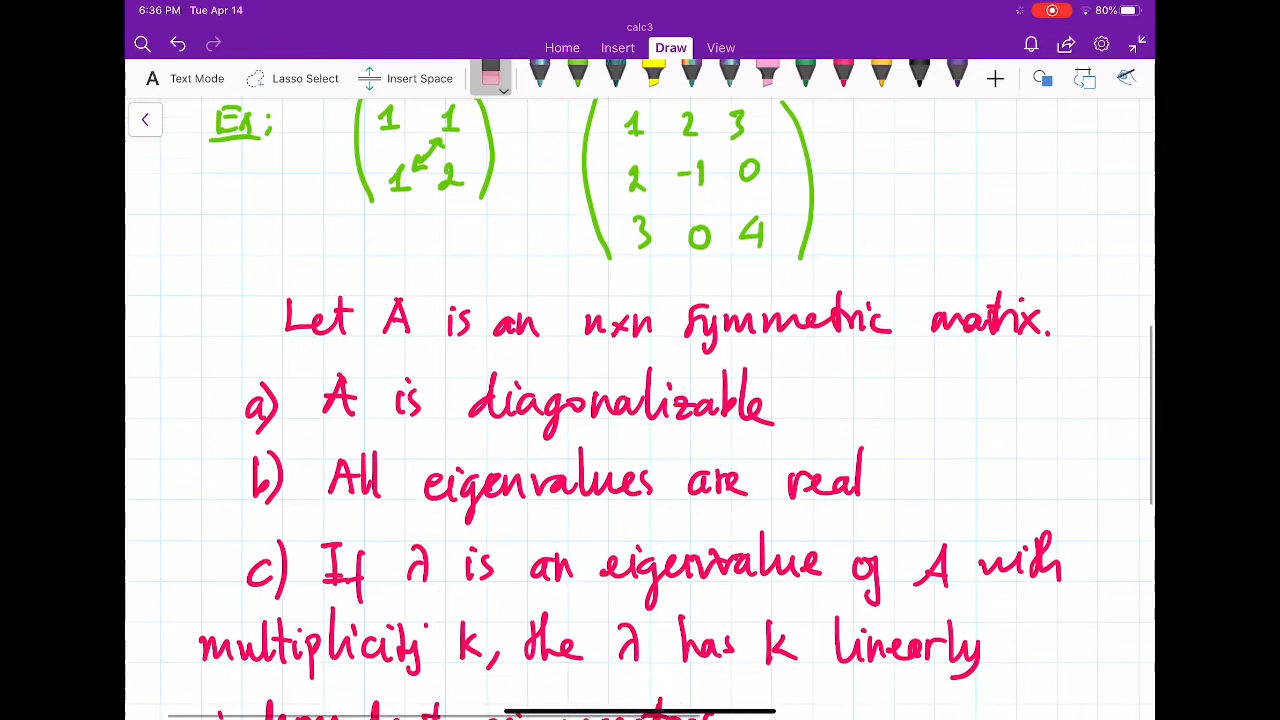 6:36 PM Tue Apr 14
80%
calc3
Home Insert Draw View
A Text Mode Lasso Select Insert Space
Ex:
1 1
1 2
1 2 3
2 -1 0
3 0 4
Let A is an n×n symmetric matrix.
a) A is diagonalizable
b) All eigenvalues are real
c) If λ is an eigenvalue of A with
multiplicity k, the λ has k linearly